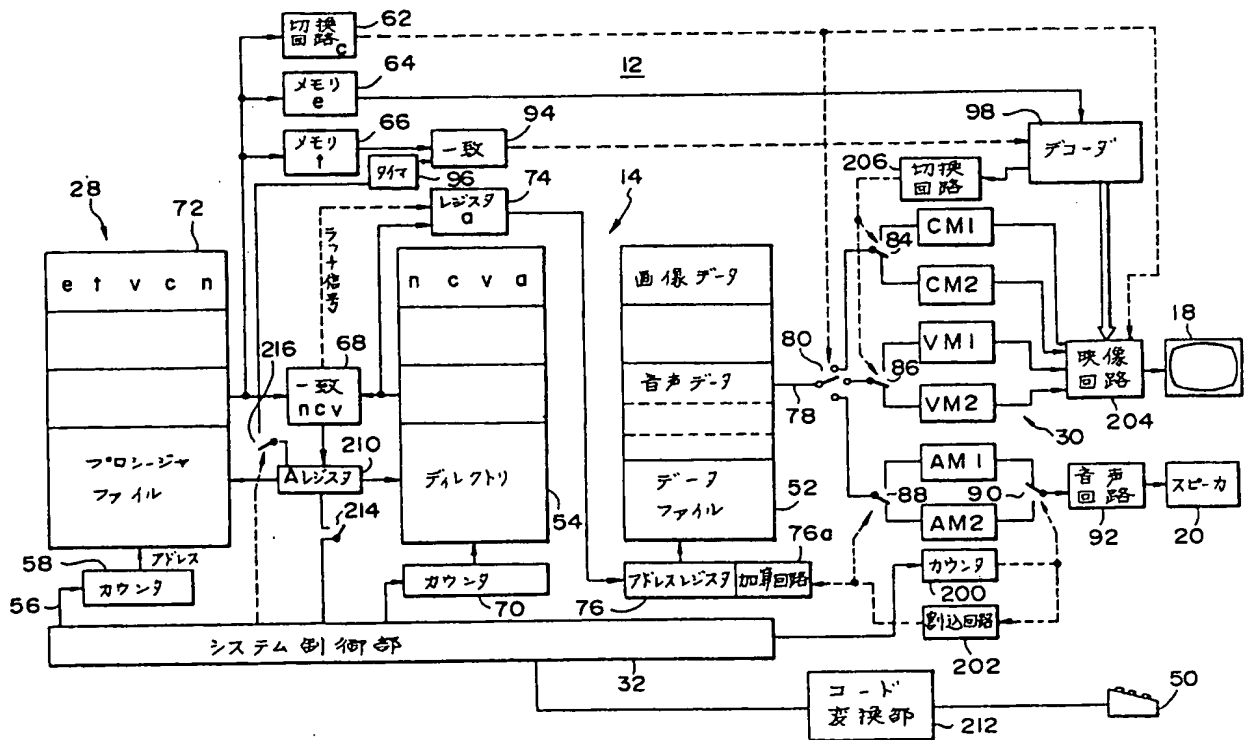 切換
回路
c
62
12
メモリ
e
64
メモリ
t
66
一致
94
タイマ
96
98
デコーダ
206
切換
回路
28
72
74
レジスタ
a
14
ラッチ信号
e t v c n
n c v a
画像データ
84
CM1
CM2
18
216
68
一致
n c v
80
音声データ
78
86
VM1
VM2
映像
回路
204
30
210
Aレジスタ
プロシージャ
ファイル
ディレクトリ
データ
ファイル
54
52
214
88
AM1
AM2
90
音声
回路
92
スピーカ
20
58
アドレス
カウンタ
56
カウンタ
70
76a
アドレスレジスタ
加算回路
76
カウンタ
200
割込回路
202
システム制御部
32
コード
変換部
212
50